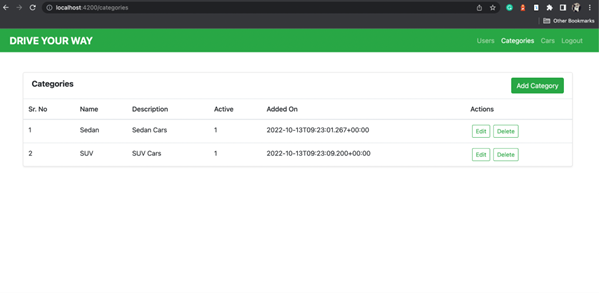 localhost:4200/categories
Other Bookmarks
DRIVE YOUR WAY Users Categories Cars Logout
Categories Add Category
Sr. No Name Description Active Added On Actions
1 Sedan Sedan Cars 1 2022-10-13T09:23:01.267+00:00 Edit Delete
2 SUV SUV Cars 1 2022-10-13T09:23:09.200+00:00 Edit Delete